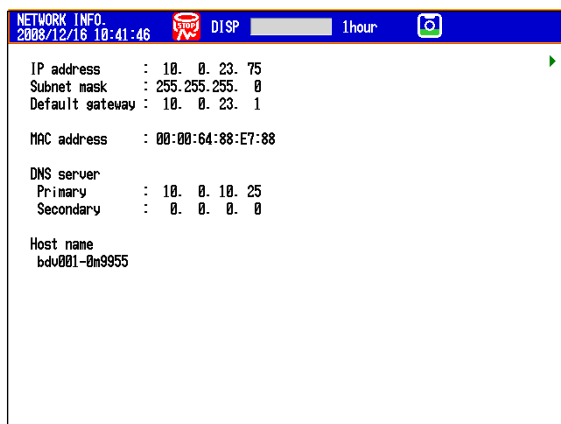 NETWORK INFO.
2008/12/16 10:41:46
STOP
DISP
1hour
IP address : 10. 0. 23. 75
Subnet mask : 255.255.255. 0
Default gateway : 10. 0. 23. 1
MAC address : 00:00:64:88:E7:88
DNS server
Primary : 10. 0. 10. 25
Secondary : 0. 0. 0. 0
Host name
bdv001-0m9955